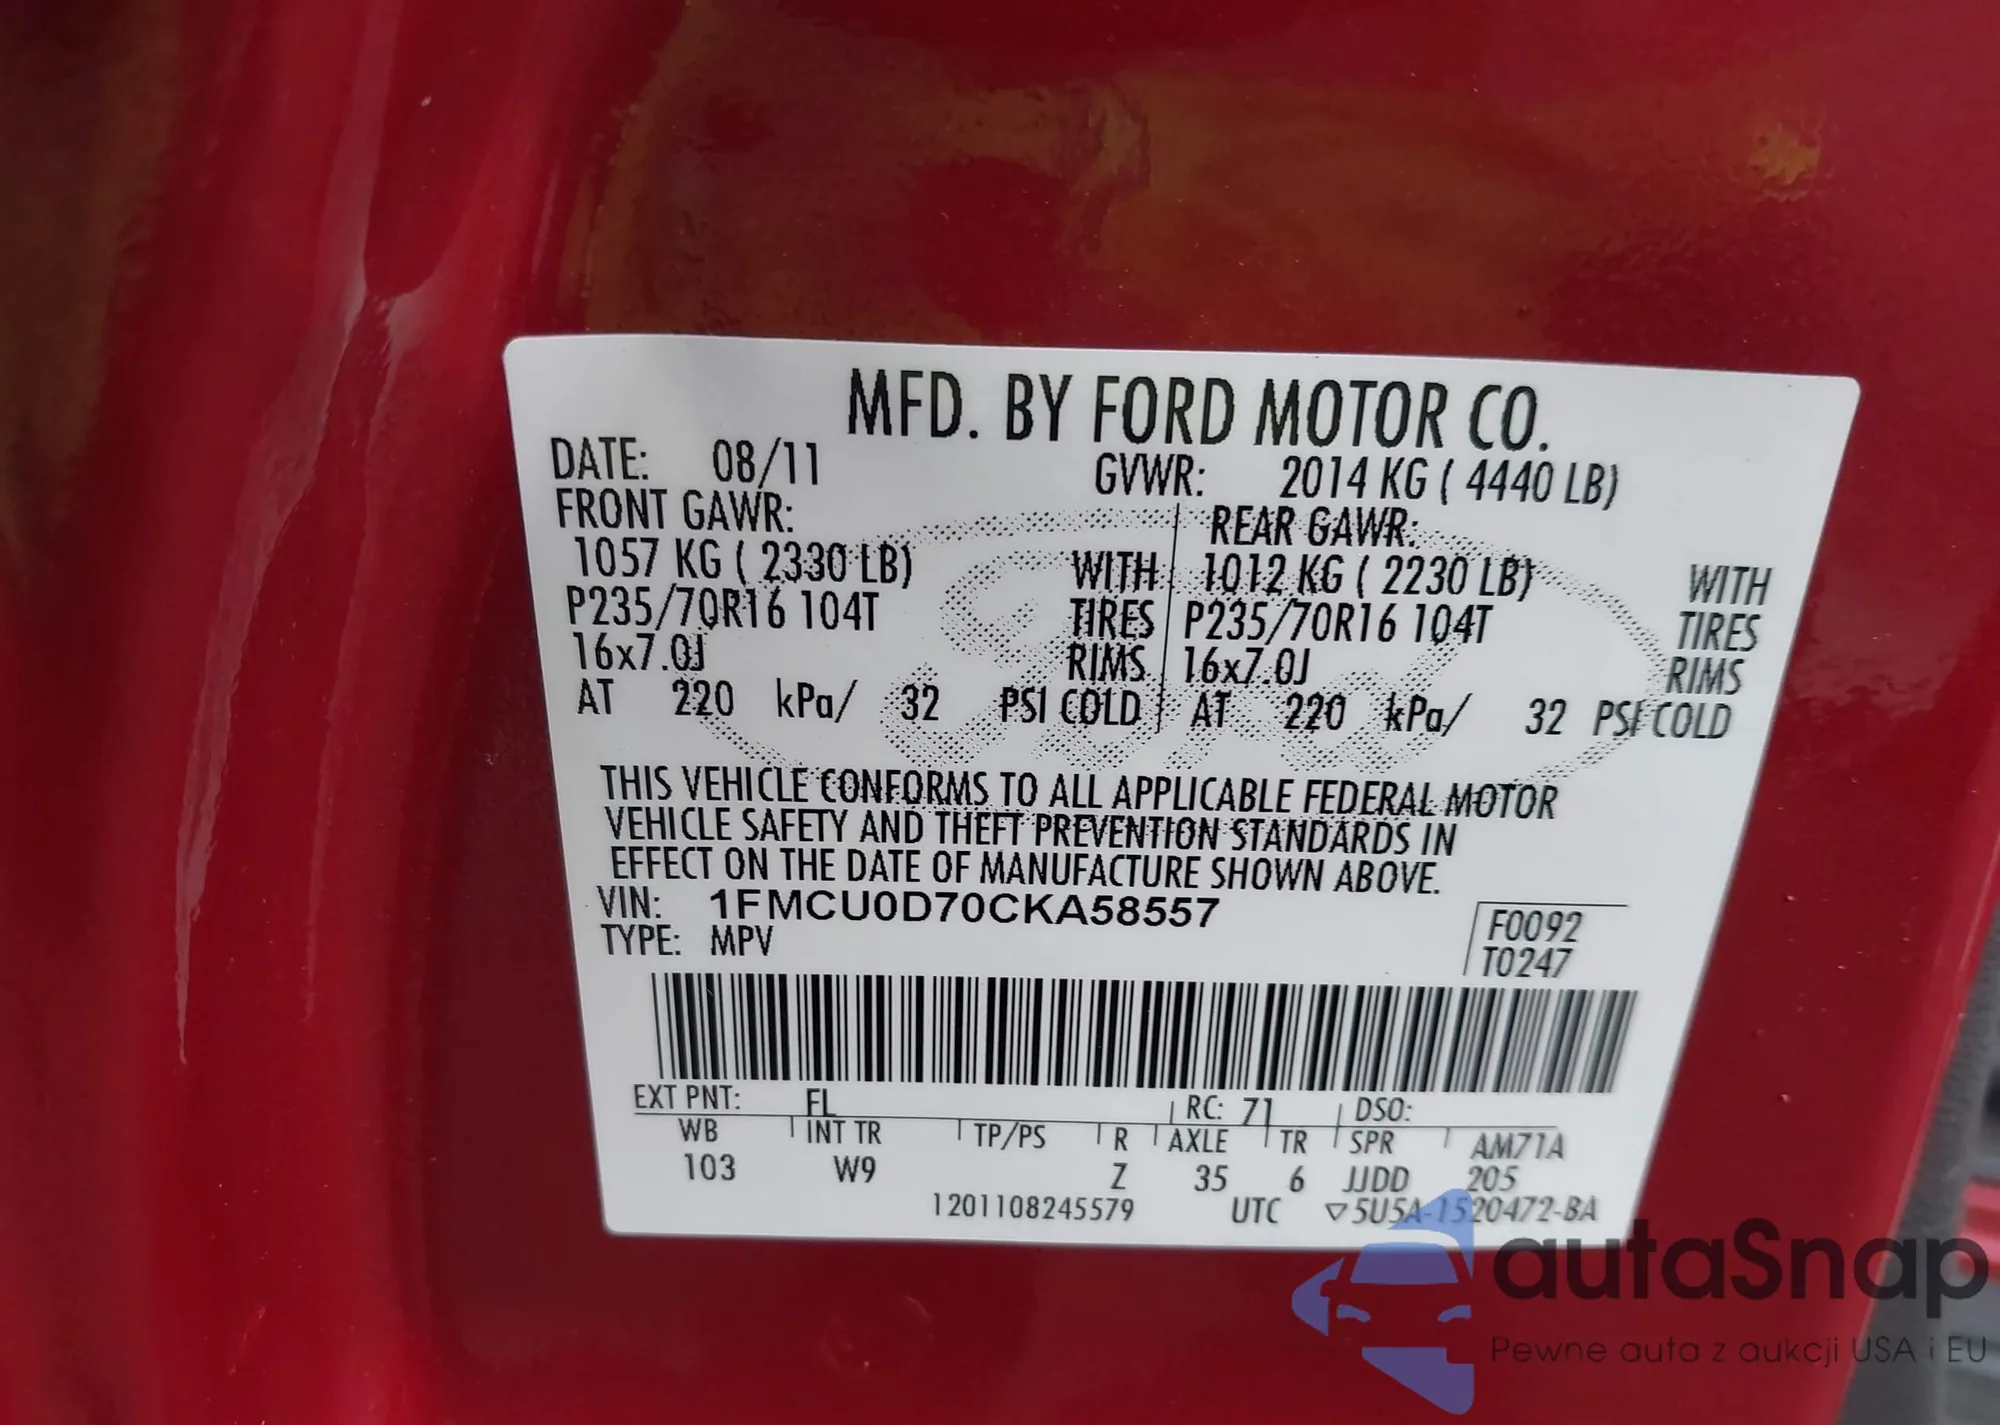 MFD. BY FORD MOTOR CO.
DATE: 08/11 GVWR: 2014 KG ( 4440 LB)
FRONT GAWR: REAR GAWR:
1057 KG ( 2330 LB) WITH 1012 KG ( 2230 LB) WITH
P235/70R16 104T TIRES P235/70R16 104T TIRES
16x7.0J RIMS 16x7.0J RIMS
AT 220 kPa/ 32 PSI COLD AT 220 kPa/ 32 PSI COLD
THIS VEHICLE CONFORMS TO ALL APPLICABLE FEDERAL MOTOR
VEHICLE SAFETY AND THEFT PREVENTION STANDARDS IN
EFFECT ON THE DATE OF MANUFACTURE SHOWN ABOVE.
VIN: 1FMCU0D70CKA58557
TYPE: MPV
F0092
T0247
EXT PNT: FL RC: 71 DSO:
WB INT TR TP/PS R AXLE TR SPR AM71A
103 W9 Z 35 6 JJDD 205
1201108245579 UTC ▽5U5A-1520472-BA
autaSnap
Pewne auta z aukcji USA i EU